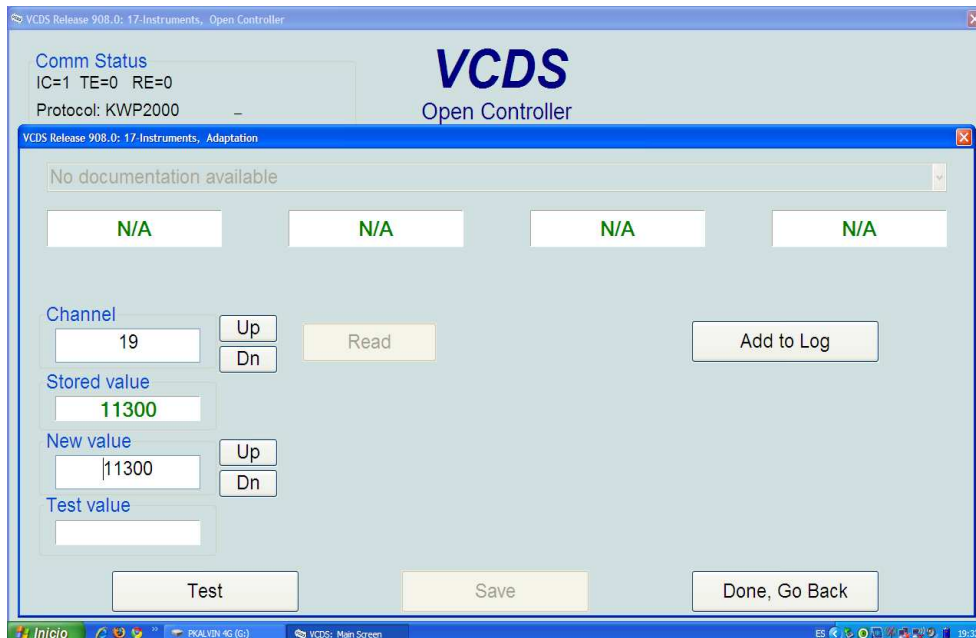 VCDS Release 908.0: 17-Instruments, Open Controller
Comm Status
IC=1 TE=0 RE=0
Protocol: KWP2000
VCDS
Open Controller
VCDS Release 908.0: 17-Instruments, Adaptation
No documentation available
N/A N/A N/A N/A
Channel
19
Up
Dn
Read
Add to Log
Stored value
11300
New value
11300
Up
Dn
Test value
Test Save Done, Go Back
Inicio PKALVIN 4G (G:) VCDS: Main Screen ES